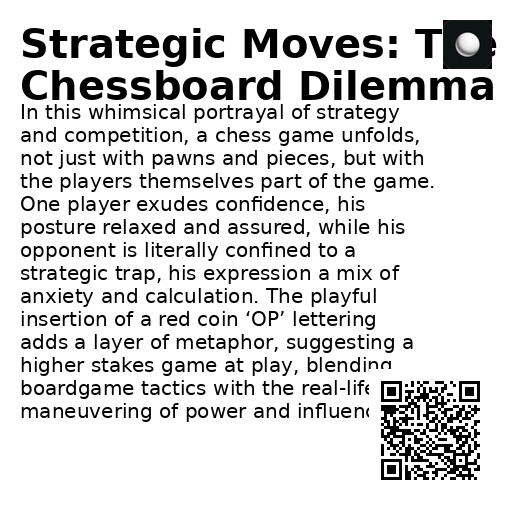 Strategic Moves: T e
Chessboard Dilemma
In this whimsical portrayal of strategy
and competition, a chess game unfolds,
not just with pawns and pieces, but with
the players themselves part of the game.
One player exudes confidence, his
posture relaxed and assured, while his
opponent is literally confined to a
strategic trap, his expression a mix of
anxiety and calculation. The playful
insertion of a red coin ‘OP’ lettering
adds a layer of metaphor, suggesting a
higher stakes game at play, blending
boardgame tactics with the real-life
maneuvering of power and influenc